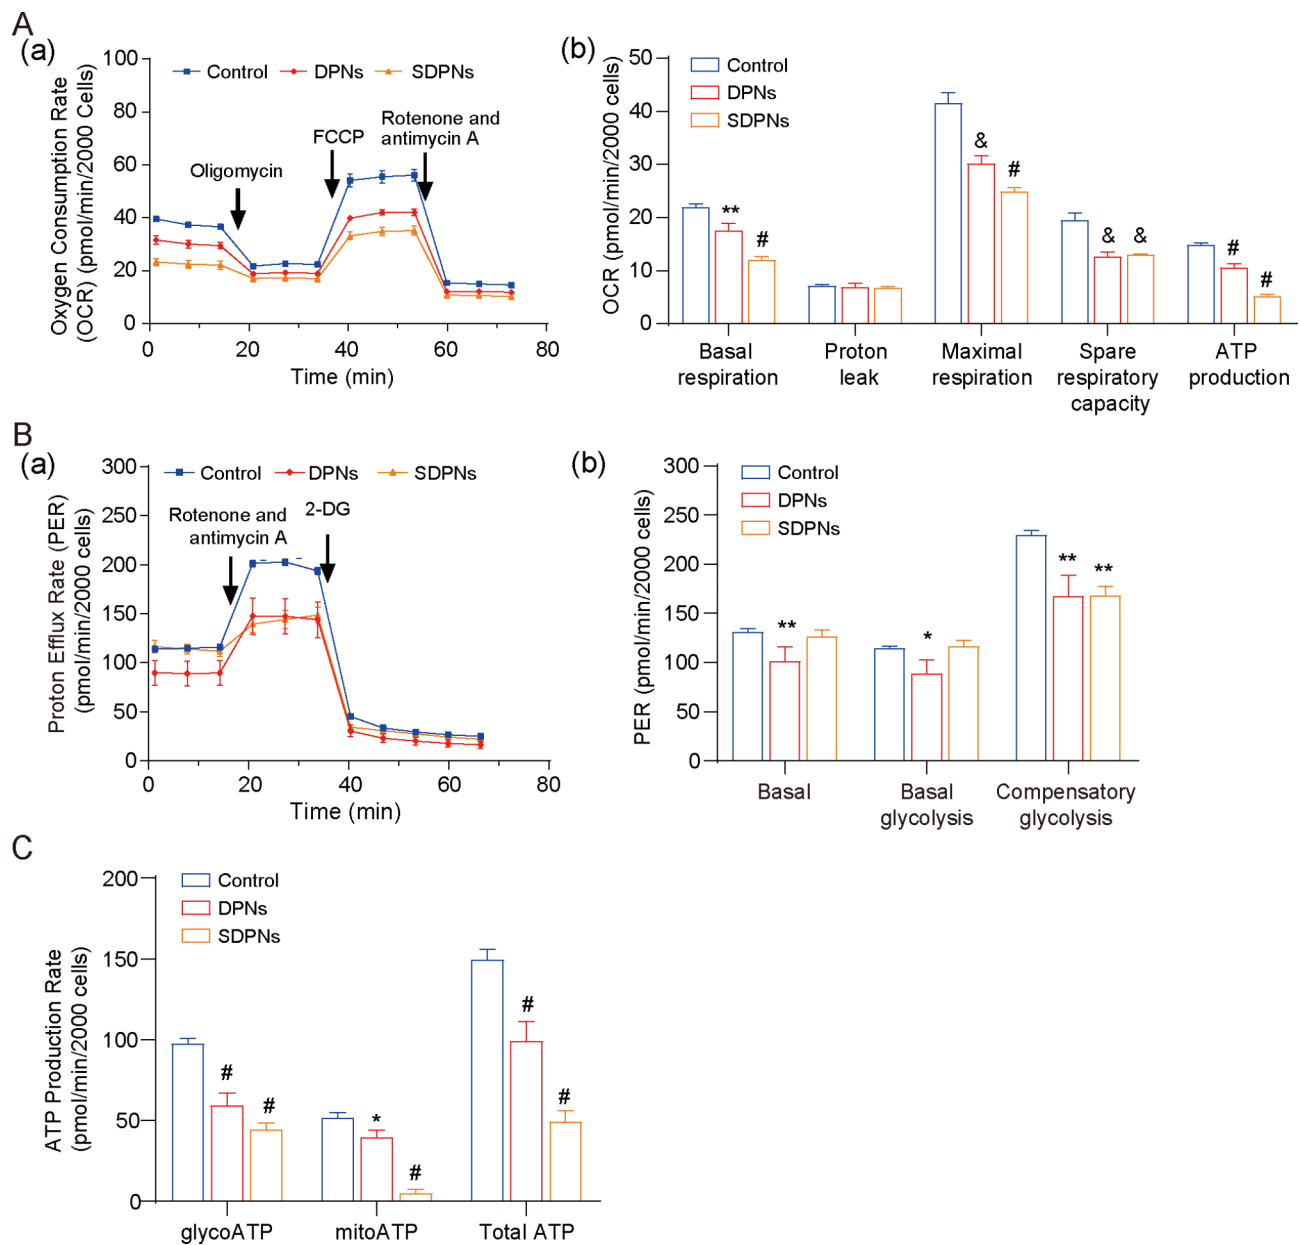 A
(a)
Oxygen Consumption Rate
(OCR) (pmol/min/2000 Cells)
100
80
60
40
20
0
Control
DPNs
SDPNs
Oligomycin
FCCP
Rotenone and
antimycin A
0
20
40
60
80
Time (min)
(b)
OCR (pmol/min/2000 cells)
50
40
30
20
10
0
Control
DPNs
SDPNs
**
#
&
#
&
&
#
#
Basal
respiration
Proton
leak
Maximal
respiration
Spare
respiratory
capacity
ATP
production
B
(a)
Proton Efflux Rate (PER)
(pmol/min/2000 cells)
300
250
200
150
100
50
0
Control
DPNs
SDPNs
Rotenone and
antimycin A
2-DG
0
20
40
60
80
Time (min)
(b)
PER (pmol/min/2000 cells)
300
250
200
150
100
50
0
Control
DPNs
SDPNs
**
*
**
**
Basal
Basal
glycolysis
Compensatory
glycolysis
C
ATP Production Rate
(pmol/min/2000 cells)
200
150
100
50
0
Control
DPNs
SDPNs
#
#
*
#
#
#
glycoATP
mitoATP
Total ATP